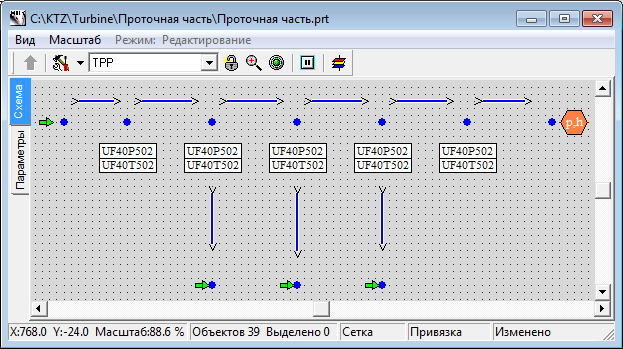 C:\KTZ\Turbine\Проточная часть\Проточная часть.prt
Вид Масштаб Режим: Редактирование
TPP
Схема
Параметры
p,h
UF40P502 UF40P502 UF40P502 UF40P502 UF40P502
UF40T502 UF40T502 UF40T502 UF40T502 UF40T502
X:768.0 Y:-24.0 Масштаб:88.6 % Объектов 39 Выделено 0 Сетка Привязка Изменено